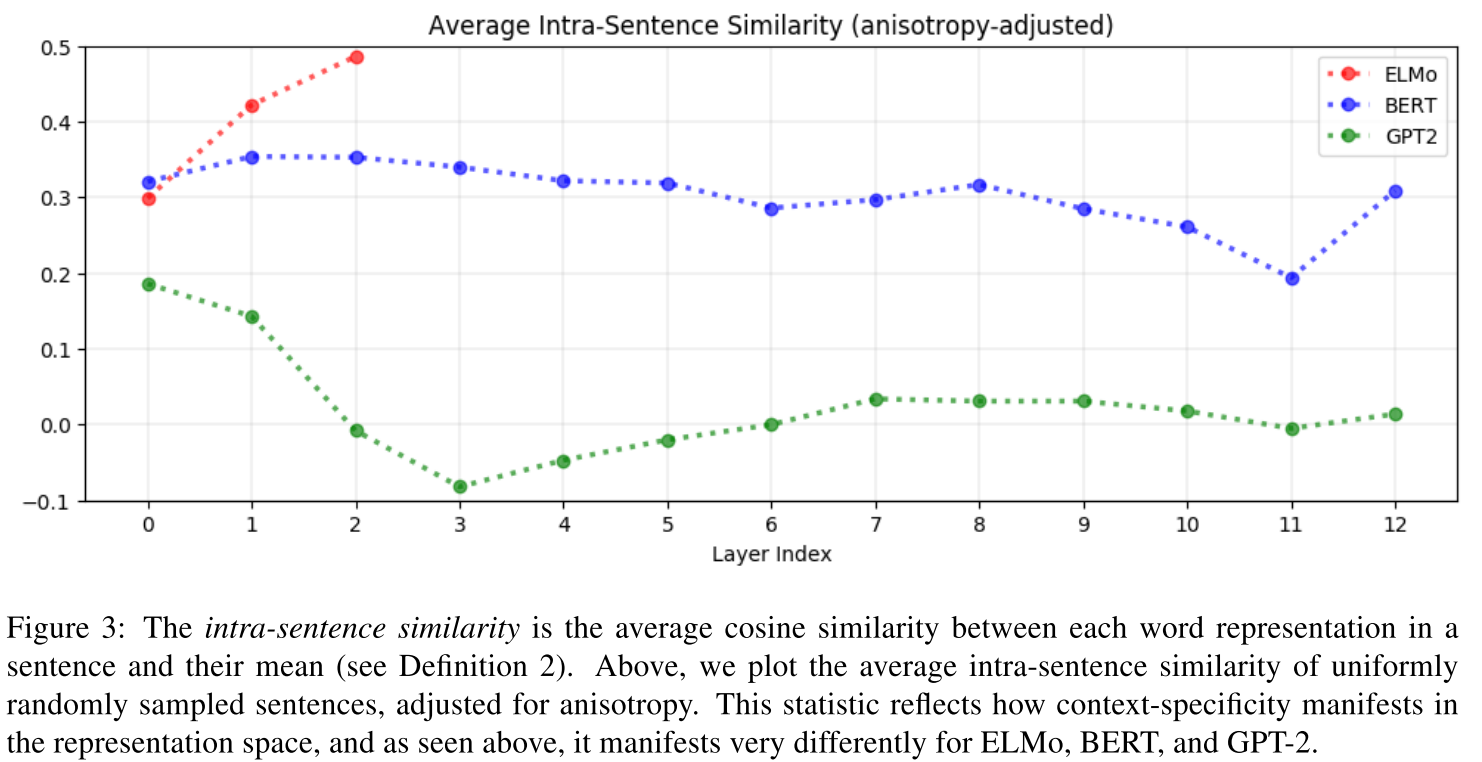 Average Intra-Sentence Similarity (anisotropy-adjusted)
0.5
0.4
0.3
0.2
0.1
0.0
−0.1
ELMo
BERT
GPT2
0 1 2 3 4 5 6 7 8 9 10 11 12
Layer Index
Figure 3: The intra-sentence similarity is the average cosine similarity between each word representation in a
sentence and their mean (see Definition 2). Above, we plot the average intra-sentence similarity of uniformly
randomly sampled sentences, adjusted for anisotropy. This statistic reflects how context-specificity manifests in
the representation space, and as seen above, it manifests very differently for ELMo, BERT, and GPT-2.